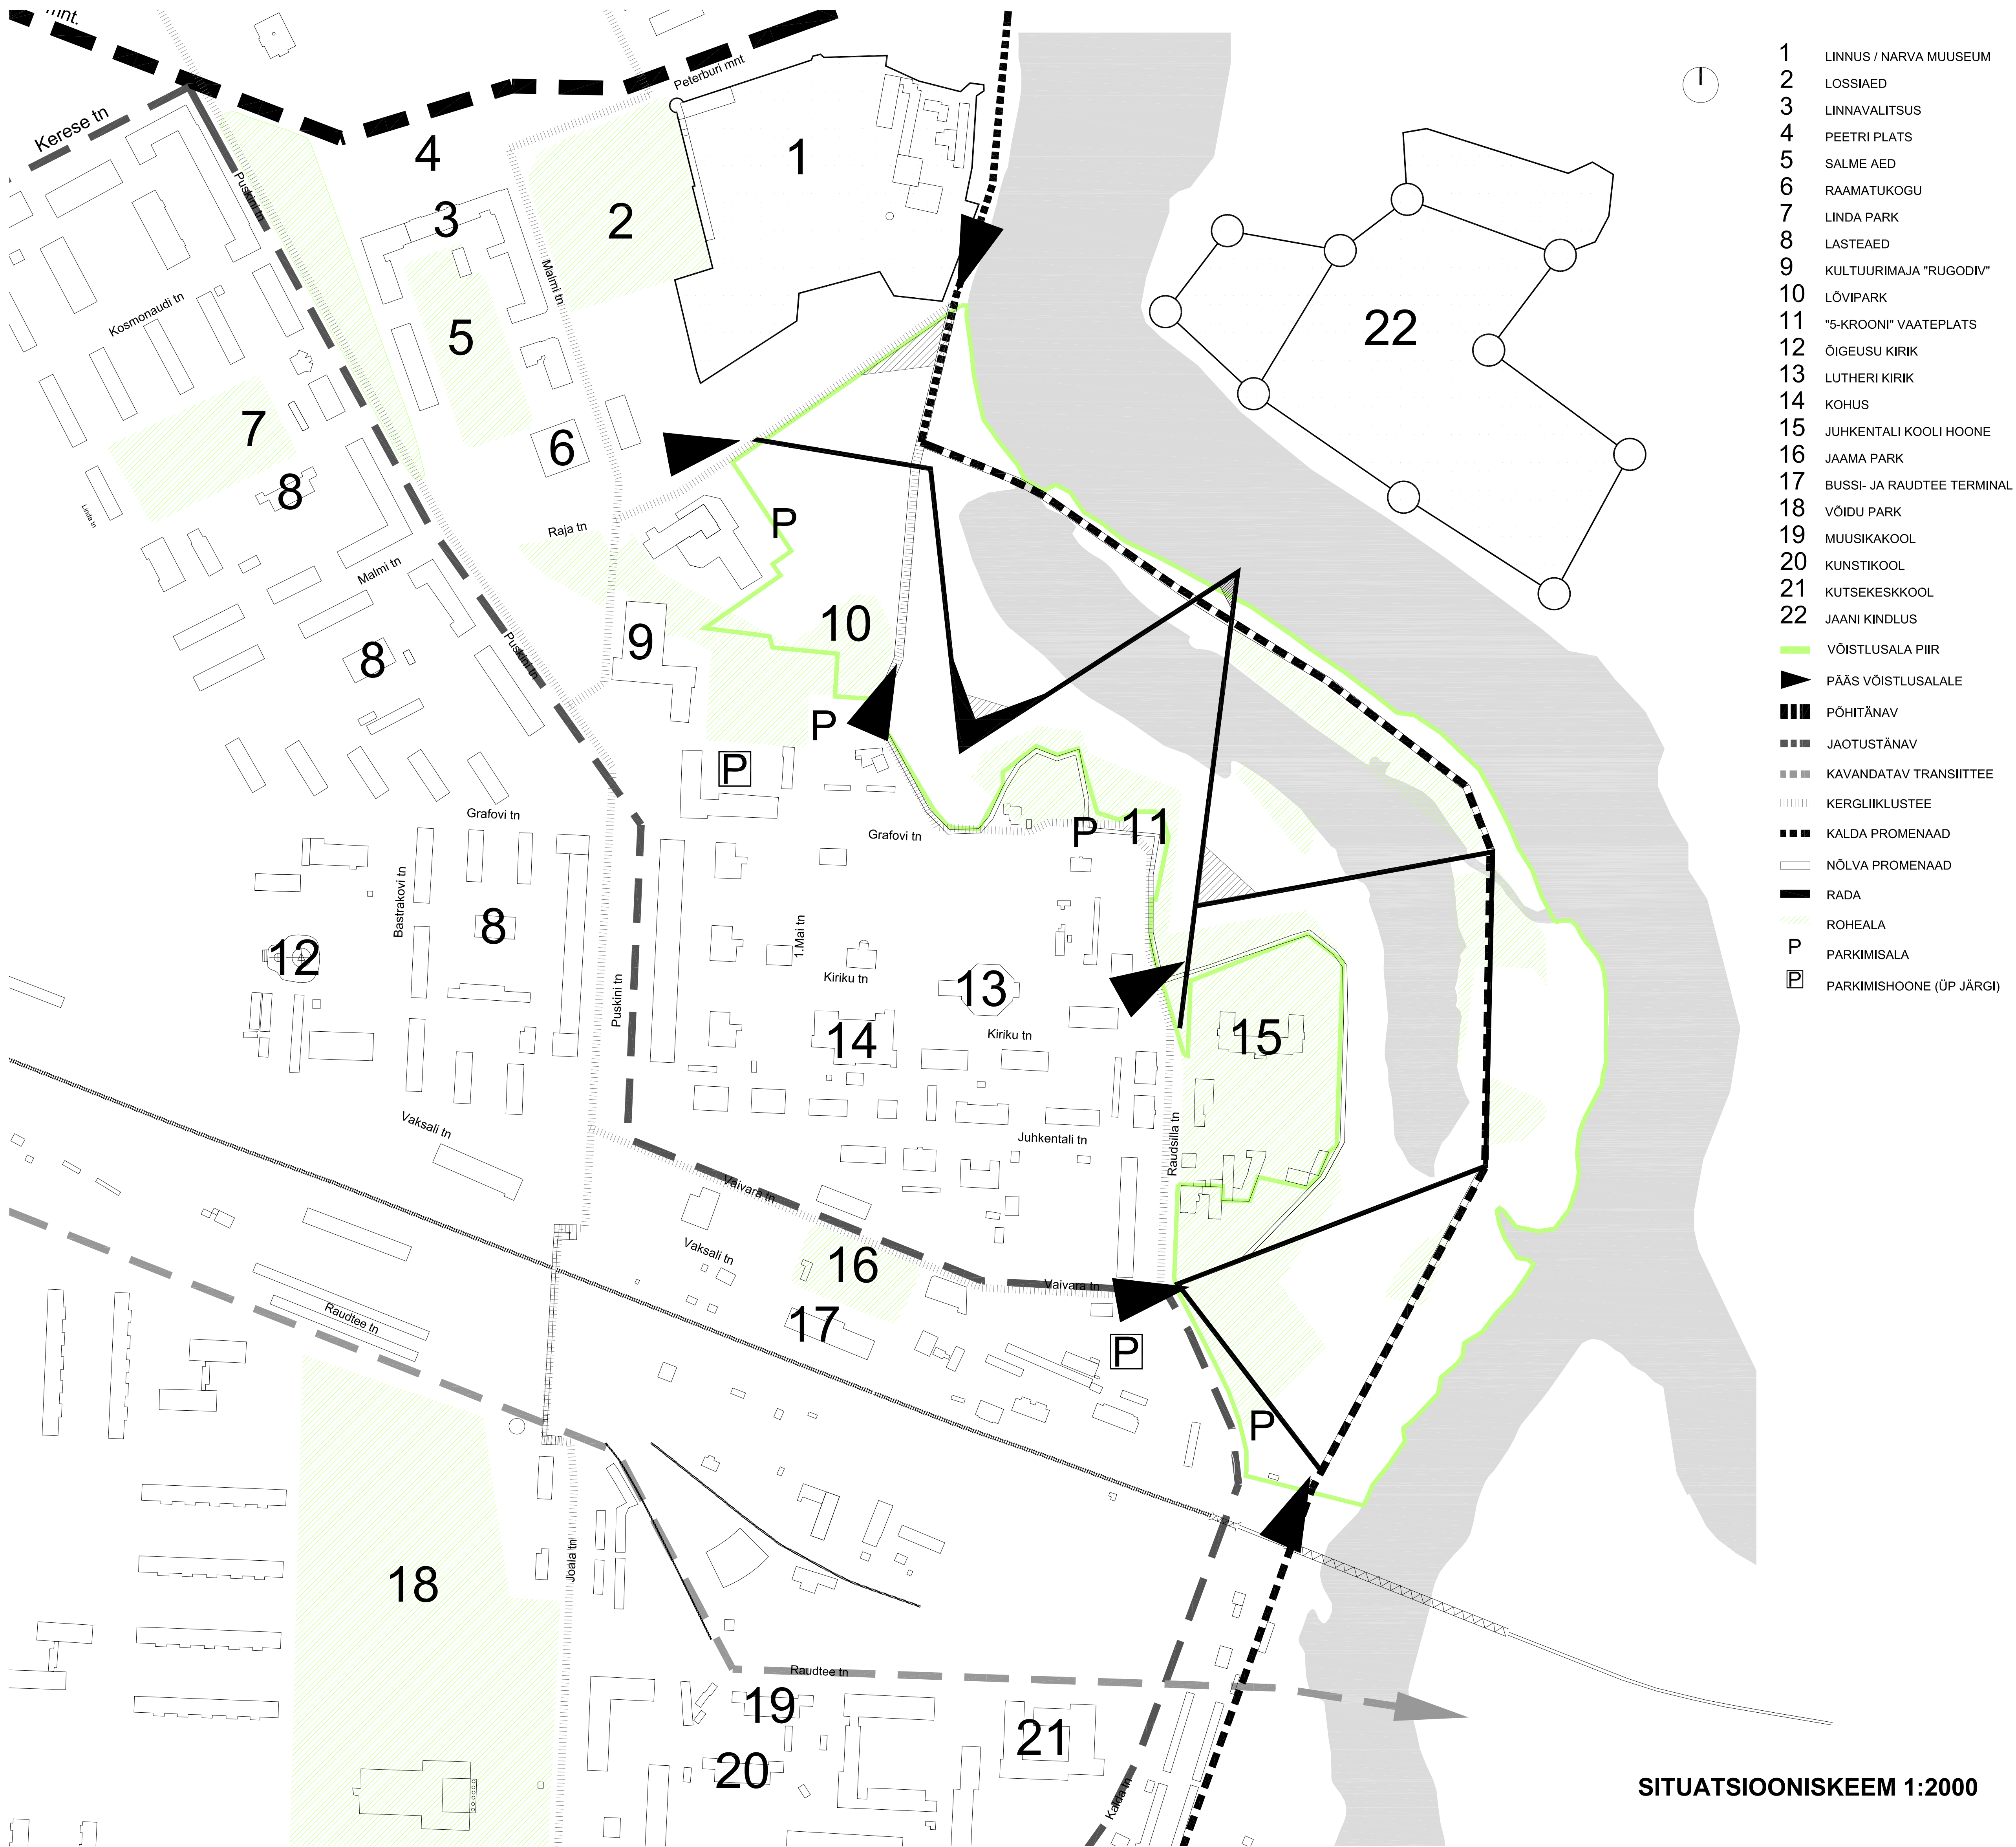 mnt.
Peterburi mnt
Kerese tn
Puskini tn
4
1
3
2
Malmi tn
Kosmonaudi tn
5
22
7
6
8
Linda tn
P
Raja tn
Malmi tn
10
9
8
Puskini tn
P
P
Grafovi tn
Grafovi tn
P
11
Bastrakovi tn
8
12
1.Mai tn
Kiriku tn
13
Puskini tn
14
Kiriku tn
15
Vaksali tn
Juhkentali tn
Raudsilla tn
Vaivara tn
Vaksali tn
16
Vaivara tn
Raudtee tn
17
P
P
18
Joala tn
Raudtee tn
19
21
20
Kalda tn
1 LINNUS / NARVA MUUSEUM
2 LOSSIAED
3 LINNAVALITSUS
4 PEETRI PLATS
5 SALME AED
6 RAAMATUKOGU
7 LINDA PARK
8 LASTEAED
9 KULTUURIMAJA "RUGODIV"
10 LÕVIPARK
11 "5-KROONI" VAATEPLATS
12 ÕIGEUSU KIRIK
13 LUTHERI KIRIK
14 KOHUS
15 JUHKENTALI KOOLI HOONE
16 JAAMA PARK
17 BUSSI- JA RAUDTEE TERMINAL
18 VÕIDU PARK
19 MUUSIKAKOOL
20 KUNSTIKOOL
21 KUTSEKESKKOOL
22 JAANI KINDLUS
VÕISTLUSALA PIIR
PÄÄS VÕISTLUSALALE
PÕHITÄNAV
JAOTUSTÄNAV
KAVANDATAV TRANSIITTEE
KERGLIIKLUSTEE
KALDA PROMENAAD
NÕLVA PROMENAAD
RADA
ROHEALA
P PARKIMISALA
P PARKIMISHOONE (ÜP JÄRGI)
SITUATSIOONISKEEM 1:2000